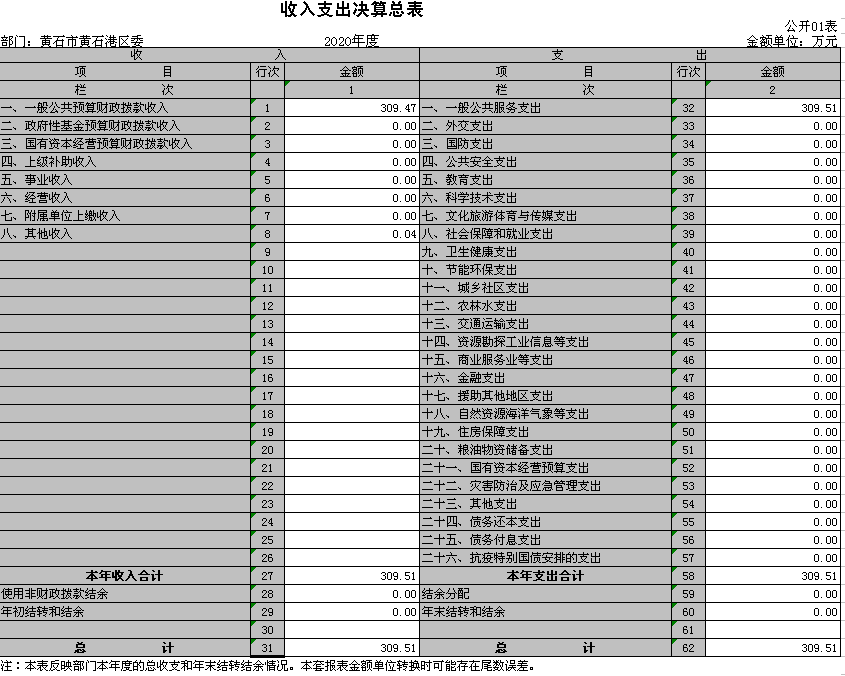 收入支出决算总表
公开01表
部门：黄石市黄石港区委 2020年度 金额单位：万元
收 入 支 出
项 目 行次 金额 项 目 行次 金额
栏 次 1 栏 次 2
一、一般公共预算财政拨款收入 1 309.47 一、一般公共服务支出 32 309.51
二、政府性基金预算财政拨款收入 2 0.00 二、外交支出 33 0.00
三、国有资本经营预算财政拨款收入 3 0.00 三、国防支出 34 0.00
四、上级补助收入 4 0.00 四、公共安全支出 35 0.00
五、事业收入 5 0.00 五、教育支出 36 0.00
六、经营收入 6 0.00 六、科学技术支出 37 0.00
七、附属单位上缴收入 7 0.00 七、文化旅游体育与传媒支出 38 0.00
八、其他收入 8 0.04 八、社会保障和就业支出 39 0.00
9 九、卫生健康支出 40 0.00
10 十、节能环保支出 41 0.00
11 十一、城乡社区支出 42 0.00
12 十二、农林水支出 43 0.00
13 十三、交通运输支出 44 0.00
14 十四、资源勘探工业信息等支出 45 0.00
15 十五、商业服务业等支出 46 0.00
16 十六、金融支出 47 0.00
17 十七、援助其他地区支出 48 0.00
18 十八、自然资源海洋气象等支出 49 0.00
19 十九、住房保障支出 50 0.00
20 二十、粮油物资储备支出 51 0.00
21 二十一、国有资本经营预算支出 52 0.00
22 二十二、灾害防治及应急管理支出 53 0.00
23 二十三、其他支出 54 0.00
24 二十四、债务还本支出 55 0.00
25 二十五、债务付息支出 56 0.00
26 二十六、抗疫特别国债安排的支出 57 0.00
本年收入合计 27 309.51 本年支出合计 58 309.51
使用非财政拨款结余 28 0.00 结余分配 59 0.00
年初结转和结余 29 0.00 年末结转和结余 60 0.00
30 61
总 计 31 309.51 总 计 62 309.51
注：本表反映部门本年度的总收支和年末结转结余情况。本套报表金额单位转换时可能存在尾数误差。